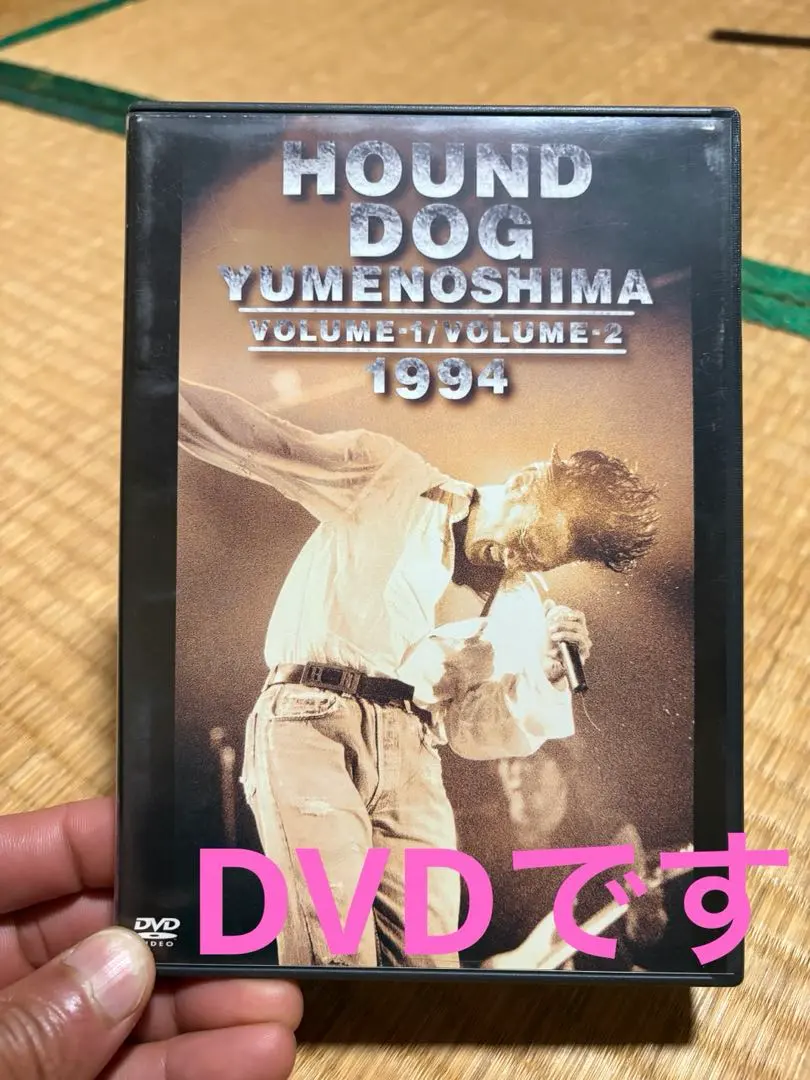 HOUND
DOG
YUMENOSHIMA
VOLUME-1/VOLUME-2
1994
DVDです
DVD
VIDEO